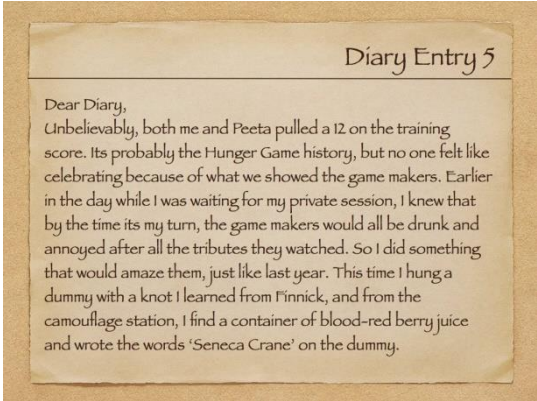 Diary Entry 5
Dear Diary,
Unbelievably, both me and Peeta pulled a 12 on the training
score. Its probably the Hunger Game history, but no one felt like
celebrating because of what we showed the game makers. Earlier
in the day while I was waiting for my private session, I knew that
by the time its my turn, the game makers would all be drunk and
annoyed after all the tributes they watched. So I did something
that would amaze them, just like last year. This time I hung a
dummy with a knot I learned from Finnick, and from the
camouflage station, I find a container of blood-red berry juice
and wrote the words ‘Seneca Crane’ on the dummy.